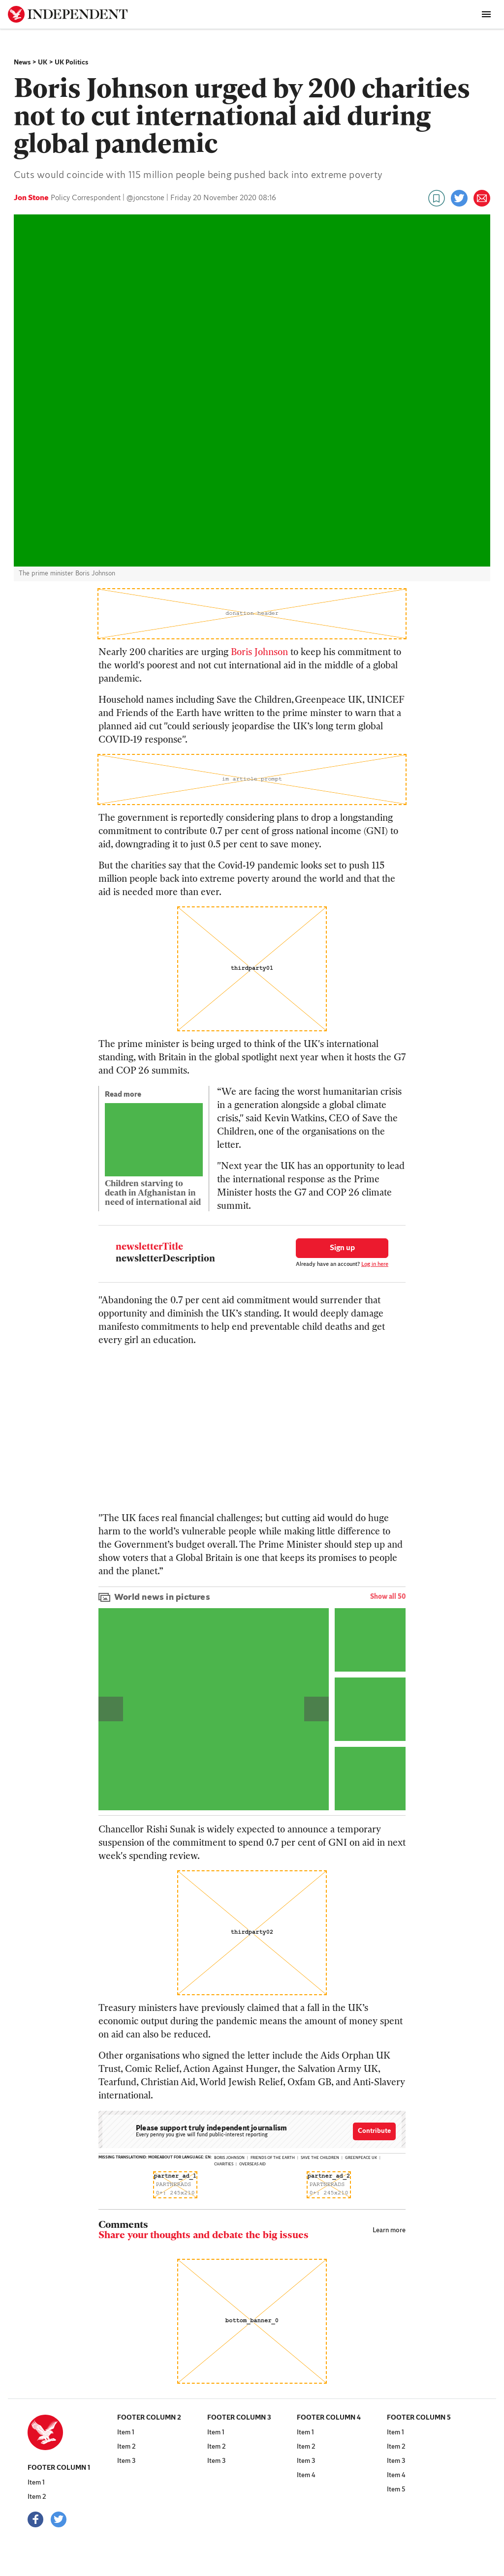 INDEPENDENT
News > UK > UK Politics
Boris Johnson urged by 200 charities
not to cut international aid during
global pandemic
Cuts would coincide with 115 million people being pushed back into extreme poverty
Jon Stone Policy Correspondent | @joncstone | Friday 20 November 2020 08:16
The prime minister Boris Johnson
donation header
Nearly 200 charities are urging Boris Johnson to keep his commitment to
the world's poorest and not cut international aid in the middle of a global
pandemic.
Household names including Save the Children, Greenpeace UK, UNICEF
and Friends of the Earth have written to the prime minster to warn that a
planned aid cut "could seriously jeopardise the UK's long term global
COVID-19 response".
im article prompt
The government is reportedly considering plans to drop a longstanding
commitment to contribute 0.7 per cent of gross national income (GNI) to
aid, downgrading it to just 0.5 per cent to save money.
But the charities say that the Covid-19 pandemic looks set to push 115
million people back into extreme poverty around the world and that the
aid is needed more than ever.
thirdparty01
The prime minister is being urged to think of the UK's international
standing, with Britain in the global spotlight next year when it hosts the G7
and COP 26 summits.
Read more
Children starving to
death in Afghanistan in
need of international aid
“We are facing the worst humanitarian crisis
in a generation alongside a global climate
crisis," said Kevin Watkins, CEO of Save the
Children, one of the organisations on the
letter.
"Next year the UK has an opportunity to lead
the international response as the Prime
Minister hosts the G7 and COP 26 climate
summit.
newsletterTitle
newsletterDescription
Sign up
Already have an account? Log in here
"Abandoning the 0.7 per cent aid commitment would surrender that
opportunity and diminish the UK's standing. It would deeply damage
manifesto commitments to help end preventable child deaths and get
every girl an education.
"The UK faces real financial challenges; but cutting aid would do huge
harm to the world's vulnerable people while making little difference to
the Government's budget overall. The Prime Minister should step up and
show voters that a Global Britain is one that keeps its promises to people
and the planet.”
World news in pictures
Show all 50
Chancellor Rishi Sunak is widely expected to announce a temporary
suspension of the commitment to spend 0.7 per cent of GNI on aid in next
week's spending review.
thirdparty02
Treasury ministers have previously claimed that a fall in the UK's
economic output during the pandemic means the amount of money spent
on aid can also be reduced.
Other organisations who signed the letter include the Aids Orphan UK
Trust, Comic Relief, Action Against Hunger, the Salvation Army UK,
Tearfund, Christian Aid, World Jewish Relief, Oxfam GB, and Anti-Slavery
international.
Please support truly independent journalism
Every penny you give will fund public-interest reporting
Contribute
MISSING TRANSLATIONID: MOREABOUT FOR LANGUAGE: EN: BORIS JOHNSON | FRIENDS OF THE EARTH | SAVE THE CHILDREN | GREENPEACE UK |
CHARITIES | OVERSEAS AID
partner_ad_1
PARTNERADS
partner_ad_2
PARTNERADS
Comments
Share your thoughts and debate the big issues
Learn more
bottom_banner_0
FOOTER COLUMN 1
Item 1
Item 2
FOOTER COLUMN 2
Item 1
Item 2
Item 3
FOOTER COLUMN 3
Item 1
Item 2
Item 3
FOOTER COLUMN 4
Item 1
Item 2
Item 3
Item 4
FOOTER COLUMN 5
Item 1
Item 2
Item 3
Item 4
Item 5